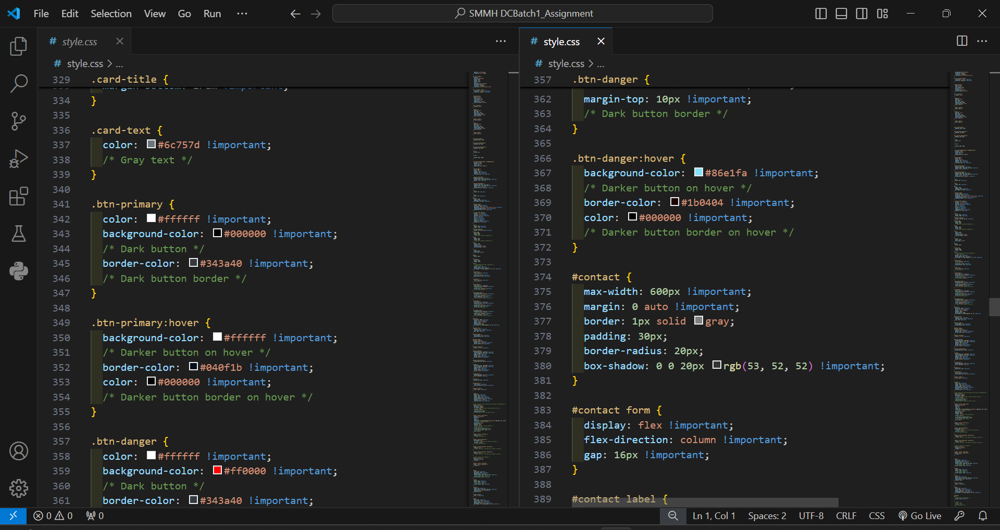 File Edit Selection View Go Run ···
SMMH DCBatch1_Assignment
# style.css
# style.css > ...
329 .card-title {
334 }
335
336 .card-text {
337 color: #6c757d !important;
338 /* Gray text */
339 }
340
341 .btn-primary {
342 color: #ffffff !important;
343 background-color: #000000 !important;
344 /* Dark button */
345 border-color: #343a40 !important;
346 /* Dark button border */
347 }
348
349 .btn-primary:hover {
350 background-color: #ffffff !important;
351 /* Darker button on hover */
352 border-color: #040f1b !important;
353 color: #000000 !important;
354 /* Darker button border on hover */
355 }
356
357 .btn-danger {
358 color: #ffffff !important;
359 background-color: #ff0000 !important;
360 /* Dark button */
361 border-color: #343a40 !important;
# style.css
# style.css > ...
357 .btn-danger {
362 margin-top: 10px !important;
363 /* Dark button border */
364 }
365
366 .btn-danger:hover {
367 background-color: #86e1fa !important;
368 /* Darker button on hover */
369 border-color: #1b0404 !important;
370 color: #000000 !important;
371 /* Darker button border on hover */
372 }
373
374 #contact {
375 max-width: 600px !important;
376 margin: 0 auto !important;
377 border: 1px solid gray;
378 padding: 30px;
379 border-radius: 20px;
380 box-shadow: 0 0 20px rgb(53, 52, 52) !important;
381 }
382
383 #contact form {
384 display: flex !important;
385 flex-direction: column !important;
386 gap: 16px !important;
387 }
388
389 #contact label {
0 0 0 Ln 1, Col 1 Spaces: 2 UTF-8 CRLF CSS Go Live